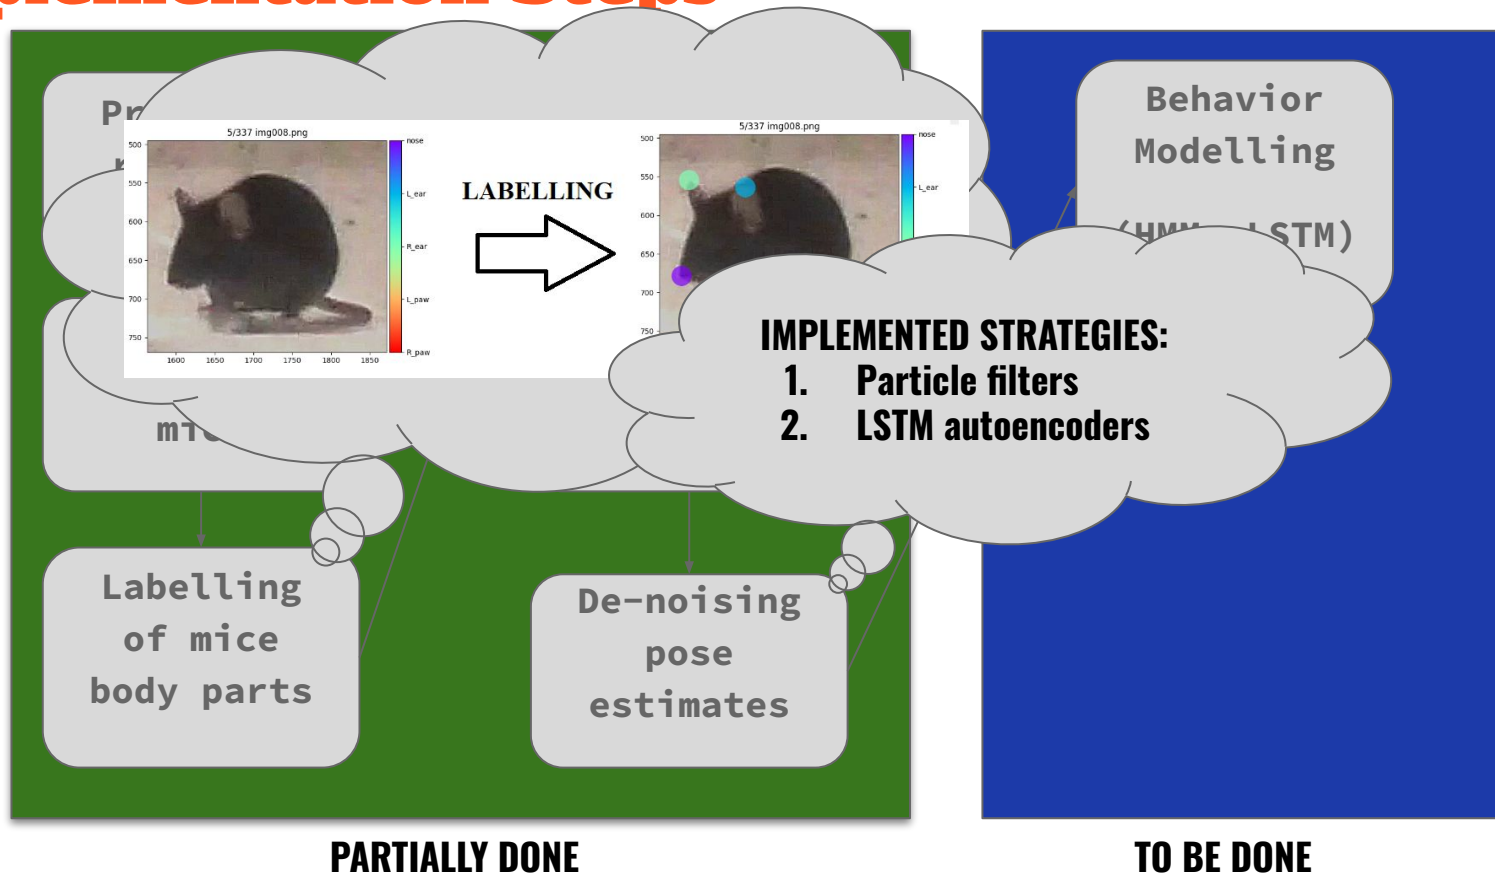 Implementation Steps
5/337 img008.png
500
550
600
650
700
750
1600 1650 1700 1750 1800 1850
nose
L_ear
R_ear
L_paw
R_paw
LABELLING
5/337 img008.png
500
550
600
650
700
750
nose
L_ear
Behavior
Modelling
IMPLEMENTED STRATEGIES:
1. Particle filters
2. LSTM autoencoders
Labelling
of mice
body parts
De-noising
pose
estimates
PARTIALLY DONE
TO BE DONE